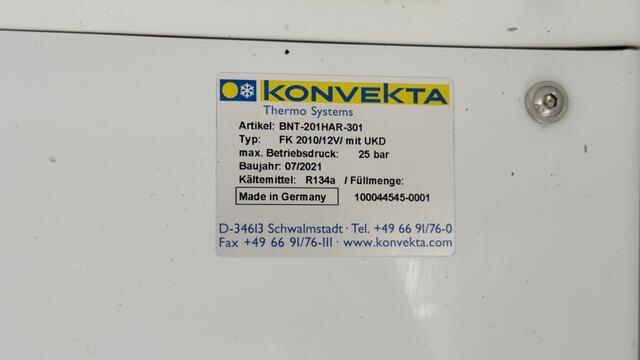 KONVEKTA
Thermo Systems
Artikel: BNT-201HAR-301
Typ: FK 2010/12V/ mit UKD
max. Betriebsdruck: 25 bar
Baujahr: 07/2021
Kältemittel: R134a / Füllmenge:
Made in Germany 100044545-0001
D-34613 Schwalmstadt · Tel. +49 66 91/76-0
Fax +49 66 91/76-111 · www.konvekta.com